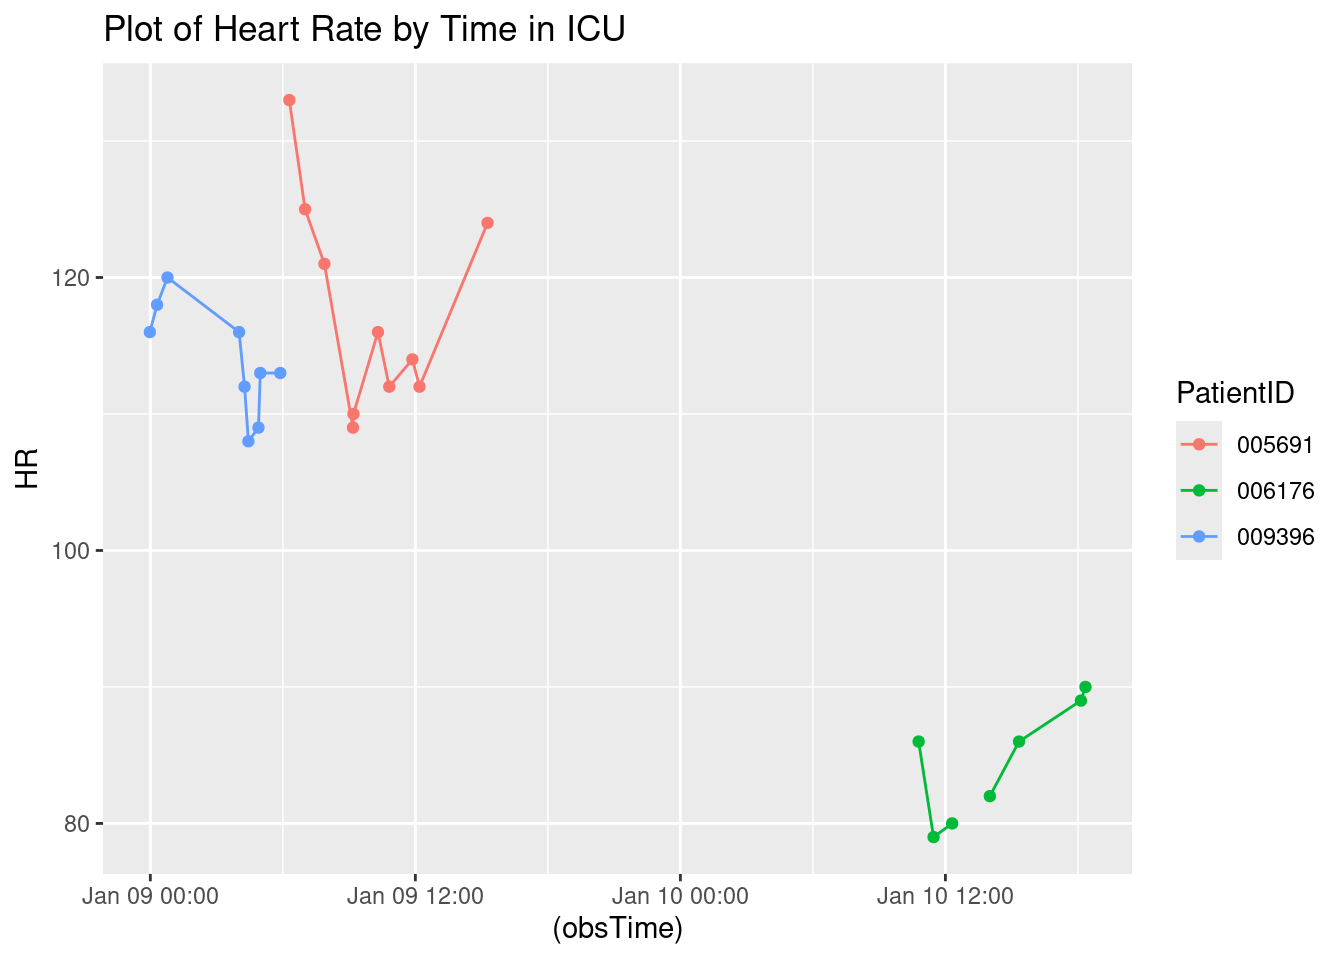 Plot of Heart Rate by Time in ICU
HR
120
100
80
Jan 09 00:00
Jan 09 12:00
Jan 10 00:00
Jan 10 12:00
(obsTime)
PatientID
005691
006176
009396